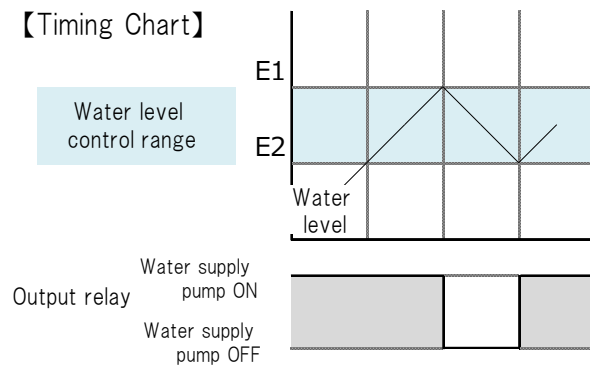 【Timing Chart】
E1
Water level
control range
E2
Water
level
Water supply
pump ON
Output relay
Water supply
pump OFF